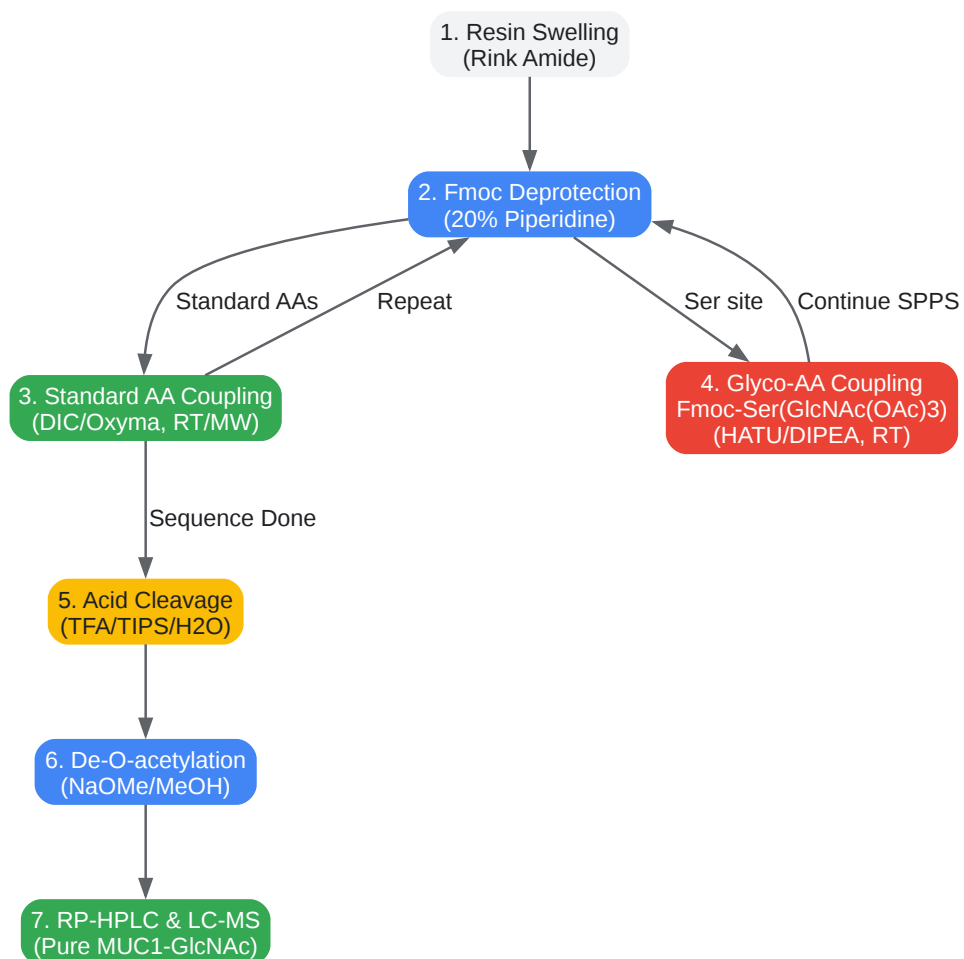 1. Resin Swelling
(Rink Amide)
2. Fmoc Deprotection
(20% Piperidine)
Standard AAs
Repeat
Ser site
Continue SPPS
3. Standard AA Coupling
(DIC/Oxyma, RT/MW)
4. Glyco-AA Coupling
Fmoc-Ser(GlcNAc(OAc)3)
(HATU/DIPEA, RT)
Sequence Done
5. Acid Cleavage
(TFA/TIPS/H2O)
6. De-O-acetylation
(NaOMe/MeOH)
7. RP-HPLC & LC-MS
(Pure MUC1-GlcNAc)